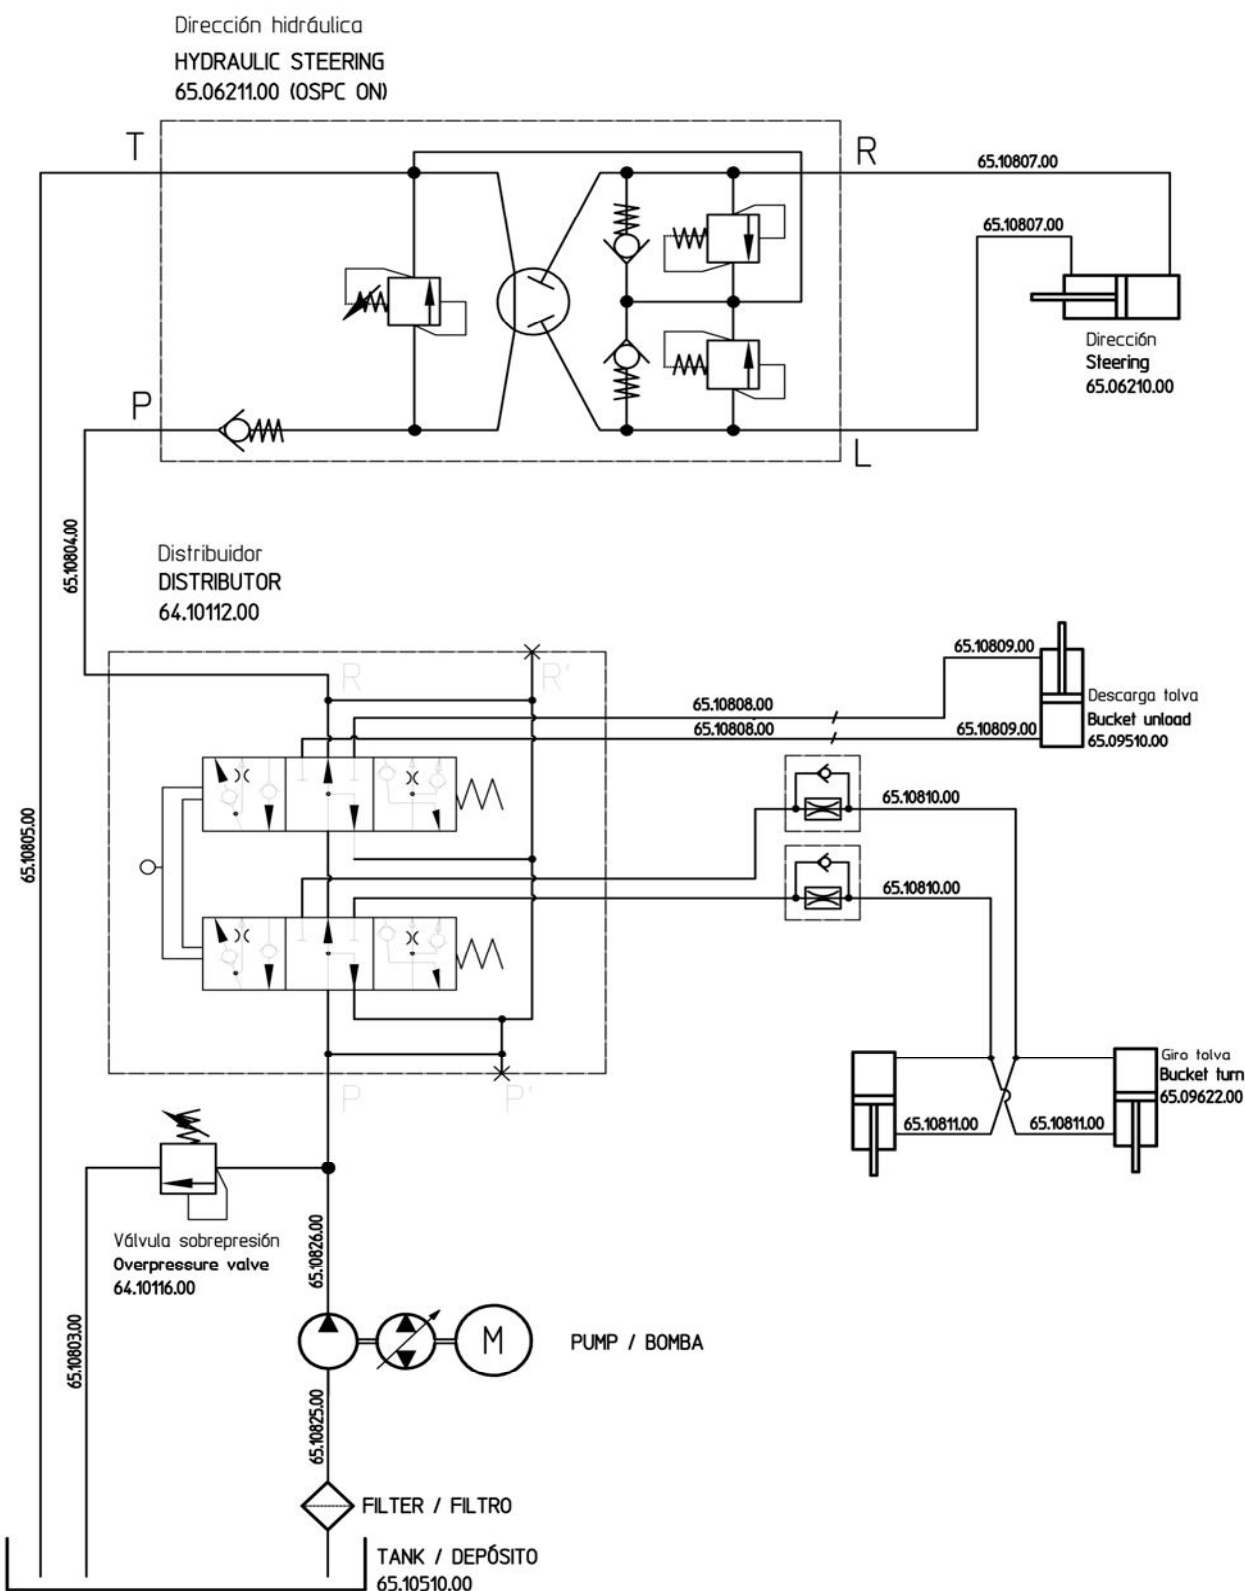 Dirección hidráulica
HYDRAULIC STEERING
65.06211.00 (OSPC ON)
T
R
65.10807.00
65.10807.00
Dirección
Steering
65.06210.00
P
L
65.10804.00
Distribuidor
DISTRIBUTOR
64.10112.00
R
R'
65.10809.00
65.10808.00
65.10808.00
65.10809.00
Descarga tolva
Bucket unload
65.09510.00
65.10805.00
65.10810.00
65.10810.00
Giro tolva
Bucket turn
65.09622.00
65.10811.00
65.10811.00
P
P'
Válvula sobrepresión
Overpressure valve
64.10116.00
65.10826.00
65.10803.00
M
PUMP / BOMBA
65.10825.00
FILTER / FILTRO
TANK / DEPÓSITO
65.10510.00